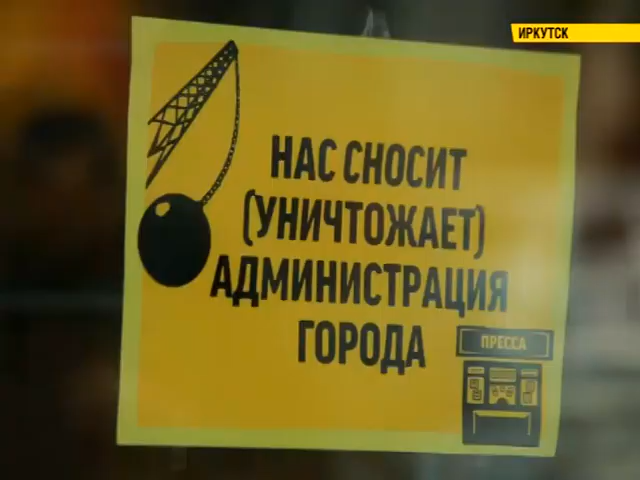 ИРКУТСК
НАС СНОСИТ
(УНИЧТОЖАЕТ)
АДМИНИСТРАЦИЯ
ГОРОДА
ПРЕССА